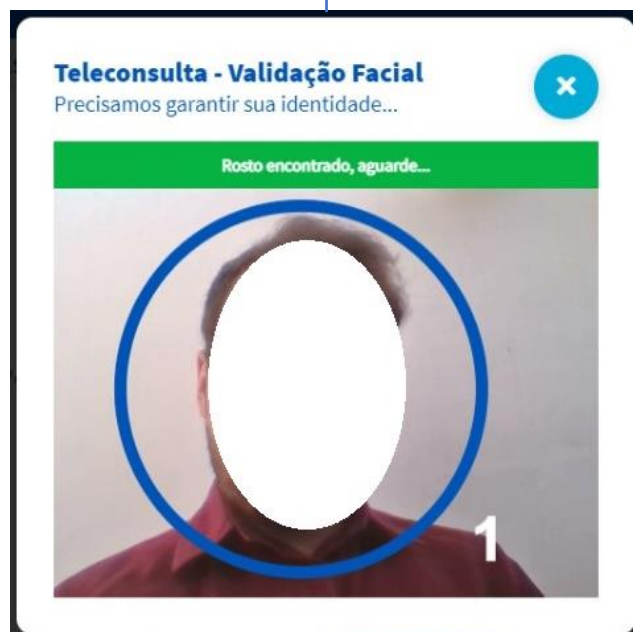 Teleconsulta - Validação Facial
Precisamos garantir sua identidade...
Rosto encontrado, aguarde...
1